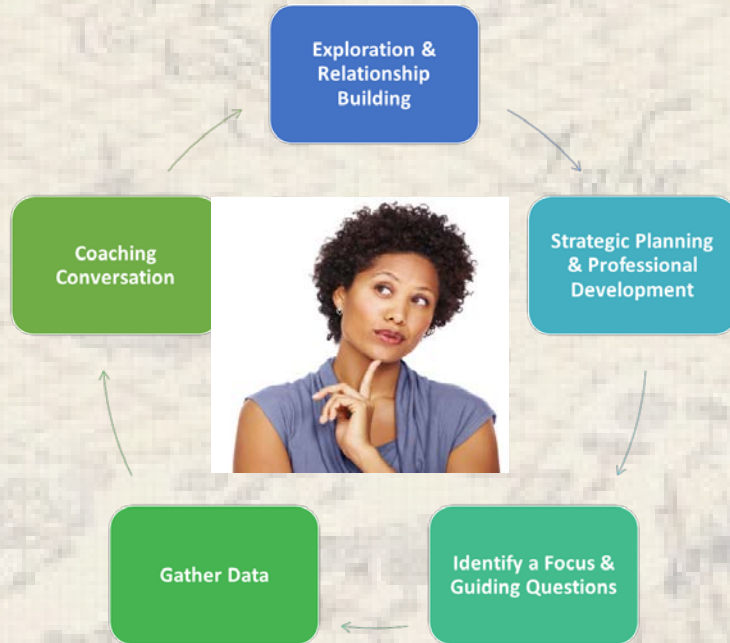 Exploration &
Relationship
Building
Strategic Planning
& Professional
Development
Identify a Focus &
Guiding Questions
Gather Data
Coaching
Conversation